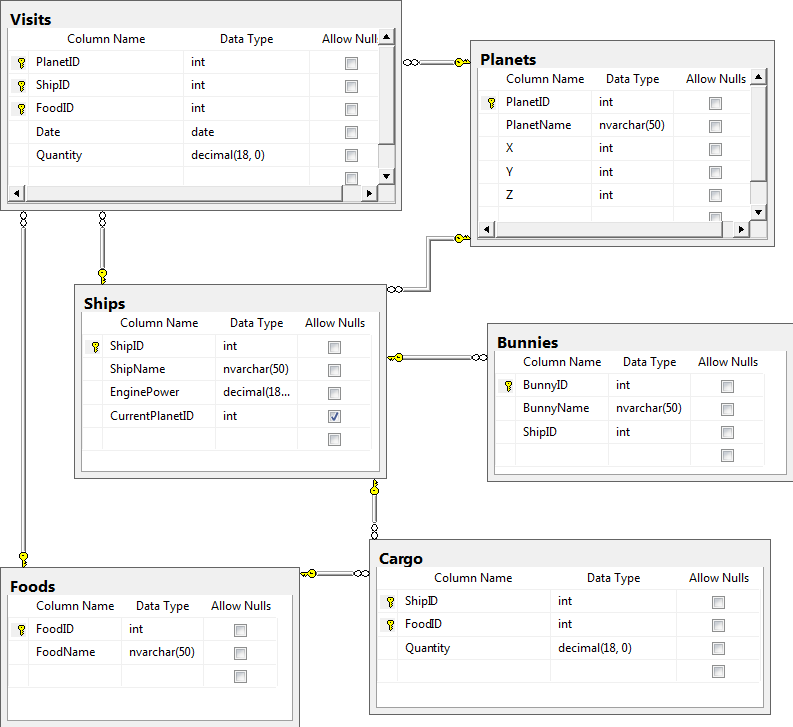 Visits
Column Name Data Type Allow Null
PlanetID int
ShipID int
FoodID int
Date date
Quantity decimal(18, 0)
Planets
Column Name Data Type Allow Nulls
PlanetID int
PlanetName nvarchar(50)
X int
Y int
Z int
Ships
Column Name Data Type Allow Nulls
ShipID int
ShipName nvarchar(50)
EnginePower decimal(18...
CurrentPlanetID int
Bunnies
Column Name Data Type Allow Nulls
BunnyID int
BunnyName nvarchar(50)
ShipID int
Foods
Column Name Data Type Allow Nulls
FoodID int
FoodName nvarchar(50)
Cargo
Column Name Data Type Allow Nulls
ShipID int
FoodID int
Quantity decimal(18, 0)